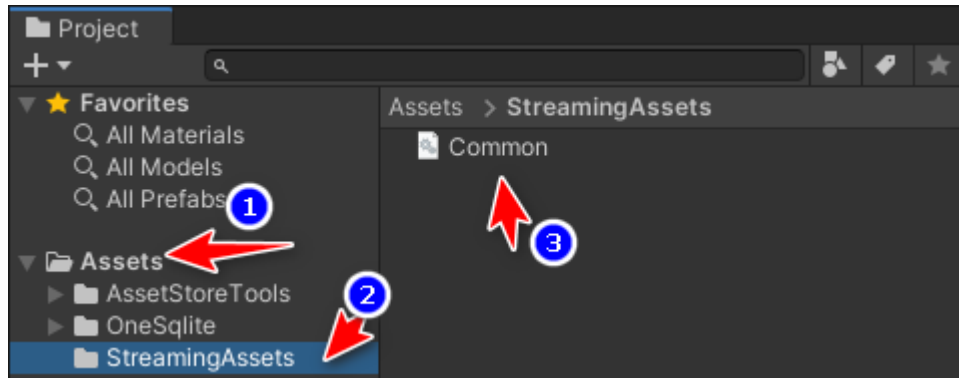 Project
Favorites
All Materials
All Models
All Prefabs
1
Assets
AssetStoreTools
2
OneSqlite
StreamingAssets
Assets > StreamingAssets
Common
3